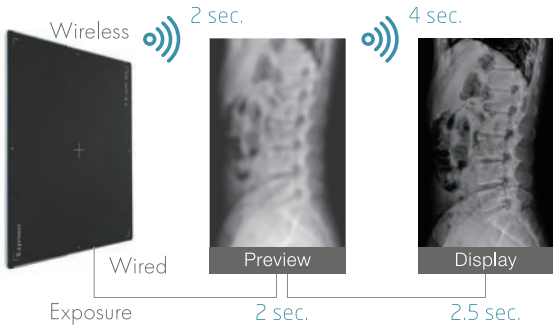 Wireless
2 sec.
4 sec.
Preview
Display
Wired
Exposure
2 sec.
2.5 sec.